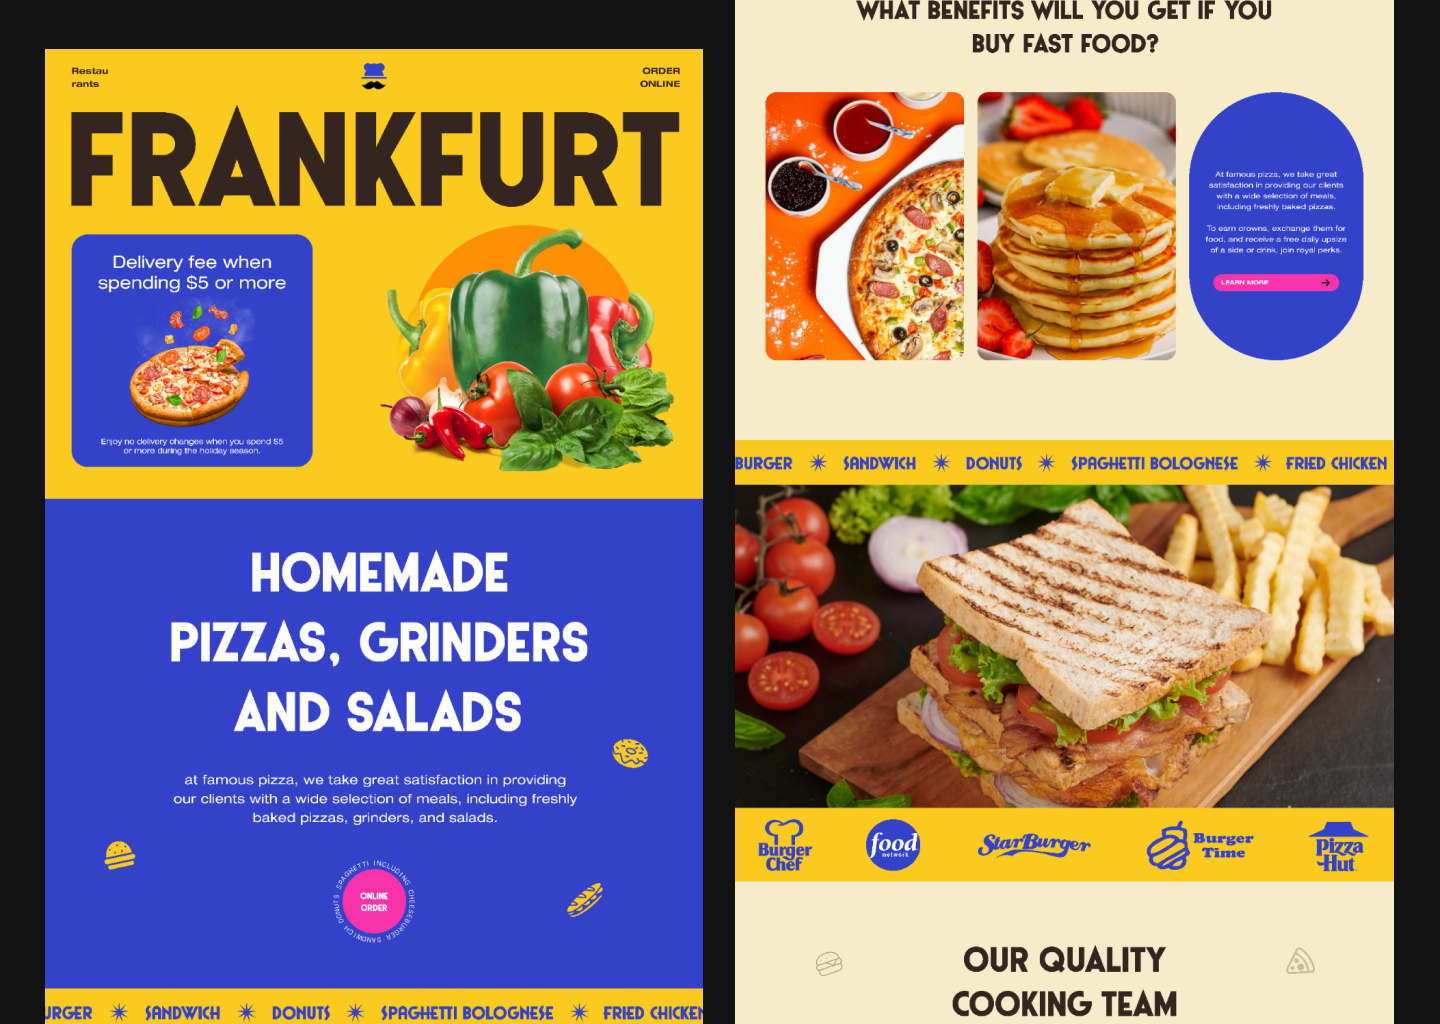 Restau
rants
ORDER
ONLINE
FRANKFURT
Delivery fee when
spending $5 or more
Enjoy no delivery changes when you spend $5
or more during the holiday season.
HOMEMADE
PIZZAS, GRINDERS
AND SALADS
at famous pizza, we take great satisfaction in providing
our clients with a wide selection of meals, including freshly
baked pizzas, grinders, and salads.
SPAGHETTI INCLUDING CHEESEBURGER SANDWICH DONUTS
ONLINE
ORDER
URGER SANDWICH DONUTS SPAGHETTI BOLOGNESE FRIED CHICKEN
WHAT BENEFITS WILL YOU GET IF YOU
BUY FAST FOOD?
At famous pizza, we take great
satisfaction in providing our clients
with a wide selection of meals,
including freshly baked pizzas.
To earn crowns, exchange them for
food, and receive a free daily upsize
of a side or drink, join royal perks.
LEARN MORE
BURGER SANDWICH DONUTS SPAGHETTI BOLOGNESE FRIED CHICKEN
Burger
Chef
food
network
StarBurger
Burger
Time
Pizza
Hut
OUR QUALITY
COOKING TEAM